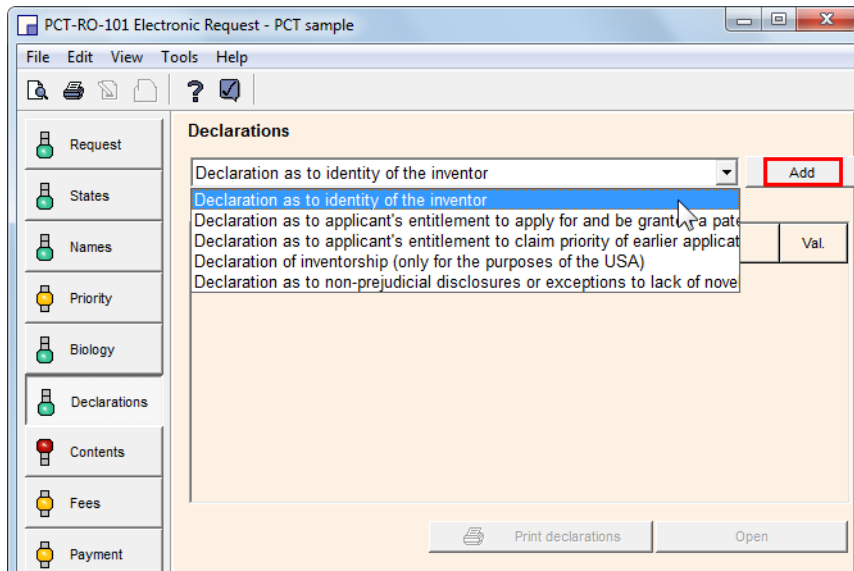 PCT-RO-101 Electronic Request - PCT sample
File Edit View Tools Help
Declarations
Request
States
Names
Priority
Biology
Declarations
Contents
Fees
Payment
Declaration as to identity of the inventor
Add
Declaration as to identity of the inventor
Declaration as to applicant's entitlement to apply for and be granted a pate
Declaration as to applicant's entitlement to claim priority of earlier applicat
Declaration of inventorship (only for the purposes of the USA)
Declaration as to non-prejudicial disclosures or exceptions to lack of nove
Val.
Print declarations
Open